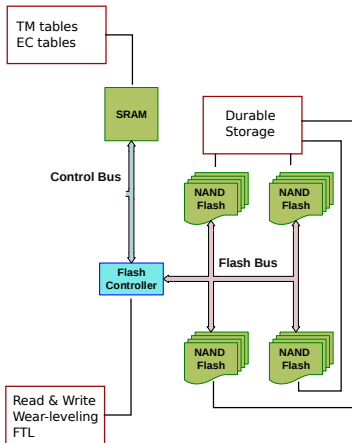 TM tables
EC tables
SRAM
Durable
Storage
Control Bus
NAND
Flash
NAND
Flash
Flash Bus
Flash
Controller
NAND
Flash
NAND
Flash
Read & Write
Wear-leveling
FTL